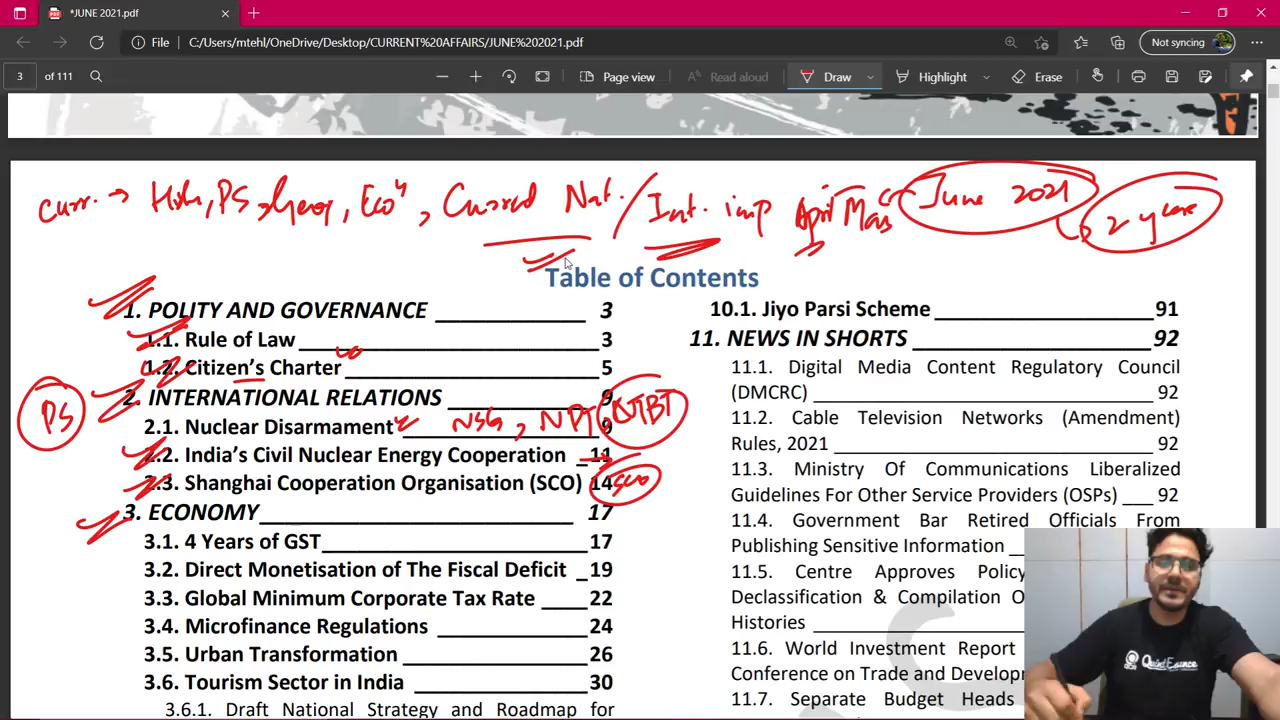 *JUNE 2021.pdf
File C:/Users/mtehl/OneDrive/Desktop/CURRENT%20AFFAIRS/JUNE%202021.pdf
Not syncing
3 of 111
Page view
Read aloud
Draw
Highlight
Erase
June 2021
2 year
Int. imp April
Table of Contents
1. POLITY AND GOVERNANCE 3
1.1. Rule of Law 3
1.2. Citizen's Charter 5
2. INTERNATIONAL RELATIONS 9
PS
2.1. Nuclear Disarmament 9
NSG, NPT
2.2. India's Civil Nuclear Energy Cooperation 11
2.3. Shanghai Cooperation Organisation (SCO) 14
SCO
3. ECONOMY 17
3.1. 4 Years of GST 17
3.2. Direct Monetisation of The Fiscal Deficit 19
3.3. Global Minimum Corporate Tax Rate 22
3.4. Microfinance Regulations 24
3.5. Urban Transformation 26
3.6. Tourism Sector in India 30
3.6.1. Draft National Strategy and Roadmap for
10.1. Jiyo Parsi Scheme 91
11. NEWS IN SHORTS 92
11.1. Digital Media Content Regulatory Council
(DMCRC) 92
11.2. Cable Television Networks (Amendment)
Rules, 2021 92
11.3. Ministry Of Communications Liberalized
Guidelines For Other Service Providers (OSPs) 92
11.4. Government Bar Retired Officials From
Publishing Sensitive Information
11.5. Centre Approves Policy
Declassification & Compilation O
Histories
11.6. World Investment Report
Conference on Trade and Develop
11.7. Separate Budget Heads